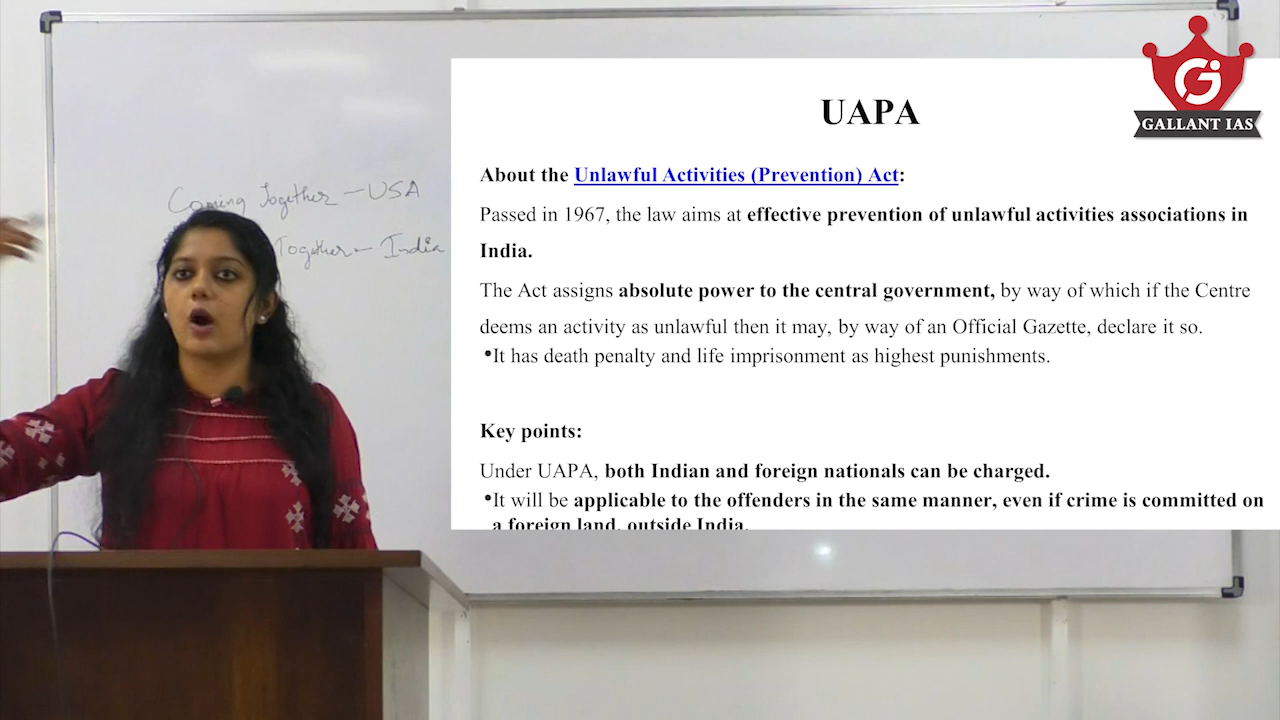 GALLANT IAS
UAPA
About the Unlawful Activities (Prevention) Act:
Passed in 1967, the law aims at effective prevention of unlawful activities associations in
India.
The Act assigns absolute power to the central government, by way of which if the Centre
deems an activity as unlawful then it may, by way of an Official Gazette, declare it so.
•It has death penalty and life imprisonment as highest punishments.
Key points:
Under UAPA, both Indian and foreign nationals can be charged.
•It will be applicable to the offenders in the same manner, even if crime is committed on
a foreign land, outside India.
Coming Together - USA
Together - India